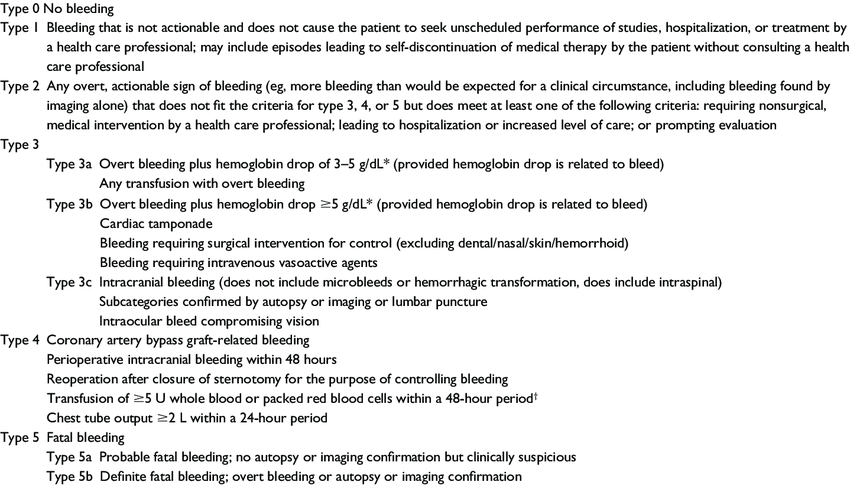 Type 0 No bleeding
Type 1 Bleeding that is not actionable and does not cause the patient to seek unscheduled performance of studies, hospitalization, or treatment by
a health care professional; may include episodes leading to self-discontinuation of medical therapy by the patient without consulting a health
care professional
Type 2 Any overt, actionable sign of bleeding (eg, more bleeding than would be expected for a clinical circumstance, including bleeding found by
imaging alone) that does not fit the criteria for type 3, 4, or 5 but does meet at least one of the following criteria: requiring nonsurgical,
medical intervention by a health care professional; leading to hospitalization or increased level of care; or prompting evaluation
Type 3
Type 3a Overt bleeding plus hemoglobin drop of 3–5 g/dL* (provided hemoglobin drop is related to bleed)
Any transfusion with overt bleeding
Type 3b Overt bleeding plus hemoglobin drop ≥5 g/dL* (provided hemoglobin drop is related to bleed)
Cardiac tamponade
Bleeding requiring surgical intervention for control (excluding dental/nasal/skin/hemorrhoid)
Bleeding requiring intravenous vasoactive agents
Type 3c Intracranial bleeding (does not include microbleeds or hemorrhagic transformation, does include intraspinal)
Subcategories confirmed by autopsy or imaging or lumbar puncture
Intraocular bleed compromising vision
Type 4 Coronary artery bypass graft-related bleeding
Perioperative intracranial bleeding within 48 hours
Reoperation after closure of sternotomy for the purpose of controlling bleeding
Transfusion of ≥5 U whole blood or packed red blood cells within a 48-hour period†
Chest tube output ≥2 L within a 24-hour period
Type 5 Fatal bleeding
Type 5a Probable fatal bleeding; no autopsy or imaging confirmation but clinically suspicious
Type 5b Definite fatal bleeding; overt bleeding or autopsy or imaging confirmation